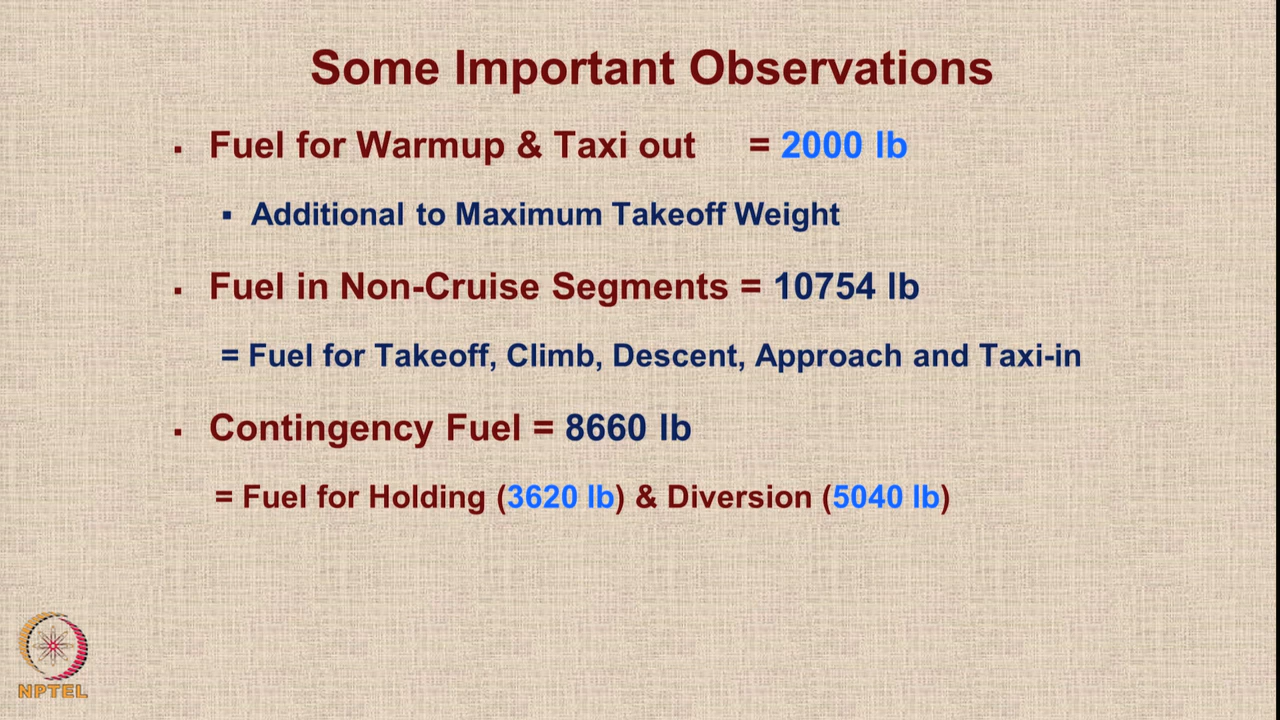 Some Important Observations
▪ Fuel for Warmup & Taxi out = 2000 lb
▪ Additional to Maximum Takeoff Weight
▪ Fuel in Non-Cruise Segments = 10754 lb
= Fuel for Takeoff, Climb, Descent, Approach and Taxi-in
▪ Contingency Fuel = 8660 lb
= Fuel for Holding (3620 lb) & Diversion (5040 lb)
NPTEL